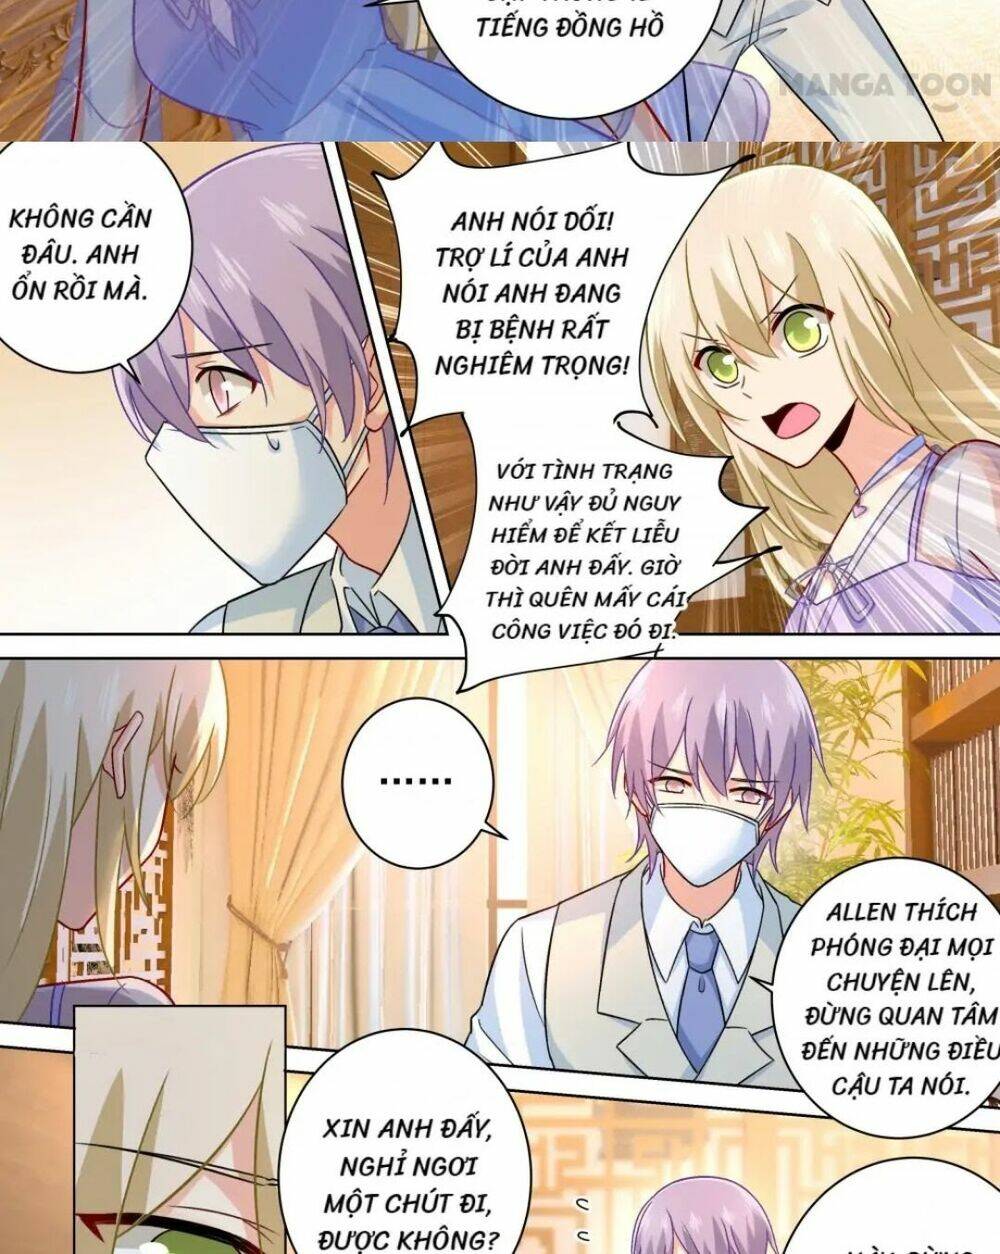 TIẾNG ĐỒNG HỒ
MANGA TOON
KHÔNG CẦN
ĐÂU. ANH
ỔN RỒI MÀ.
ANH NÓI DỐI!
TRỢ LÍ CỦA ANH
NÓI ANH ĐANG
BỊ BỆNH RẤT
NGHIÊM TRỌNG!
VỚI TÌNH TRẠNG
NHƯ VẬY ĐỦ NGUY
HIỂM ĐỂ KẾT LIỄU
ĐỜI ANH ĐẤY. GIỜ
THÌ QUÊN MẤY CÁI
CÔNG VIỆC ĐÓ ĐI.
.......
ALLEN THÍCH
PHÓNG ĐẠI MỌI
CHUYỆN LÊN,
ĐỪNG QUAN TÂM
ĐẾN NHỮNG ĐIỀU
CẬU TA NÓI.
XIN ANH ĐẤY,
NGHỈ NGƠI
MỘT CHÚT ĐI,
ĐƯỢC KHÔNG?